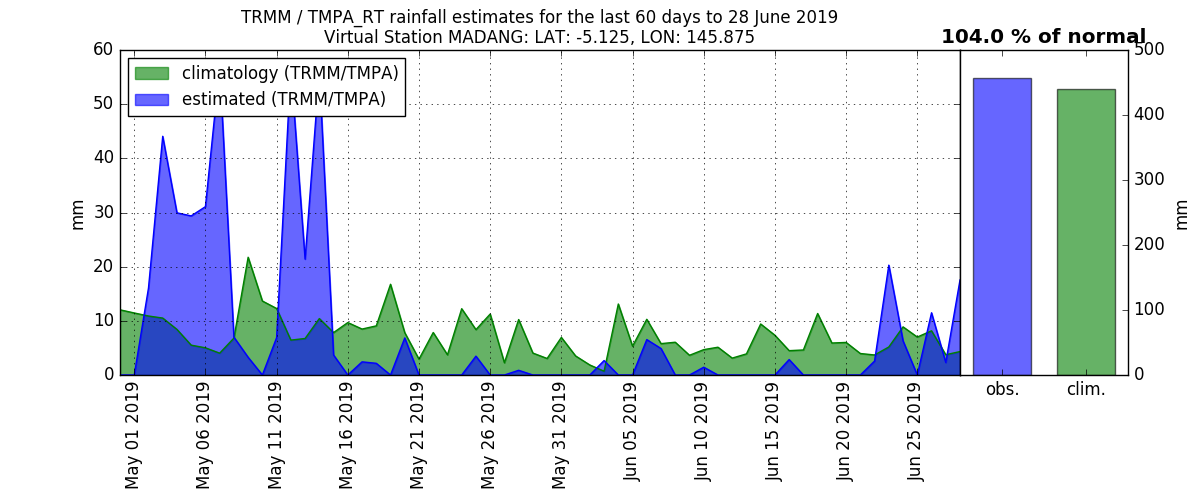 TRMM / TMPA_RT rainfall estimates for the last 60 days to 28 June 2019
Virtual Station MADANG: LAT: -5.125, LON: 145.875
104.0 % of normal
climatology (TRMM/TMPA)
estimated (TRMM/TMPA)
60
50
40
30
20
10
0
mm
May 01 2019
May 06 2019
May 11 2019
May 16 2019
May 21 2019
May 26 2019
May 31 2019
Jun 05 2019
Jun 10 2019
Jun 15 2019
Jun 20 2019
Jun 25 2019
obs.
clim.
500
400
300
200
100
0
mm